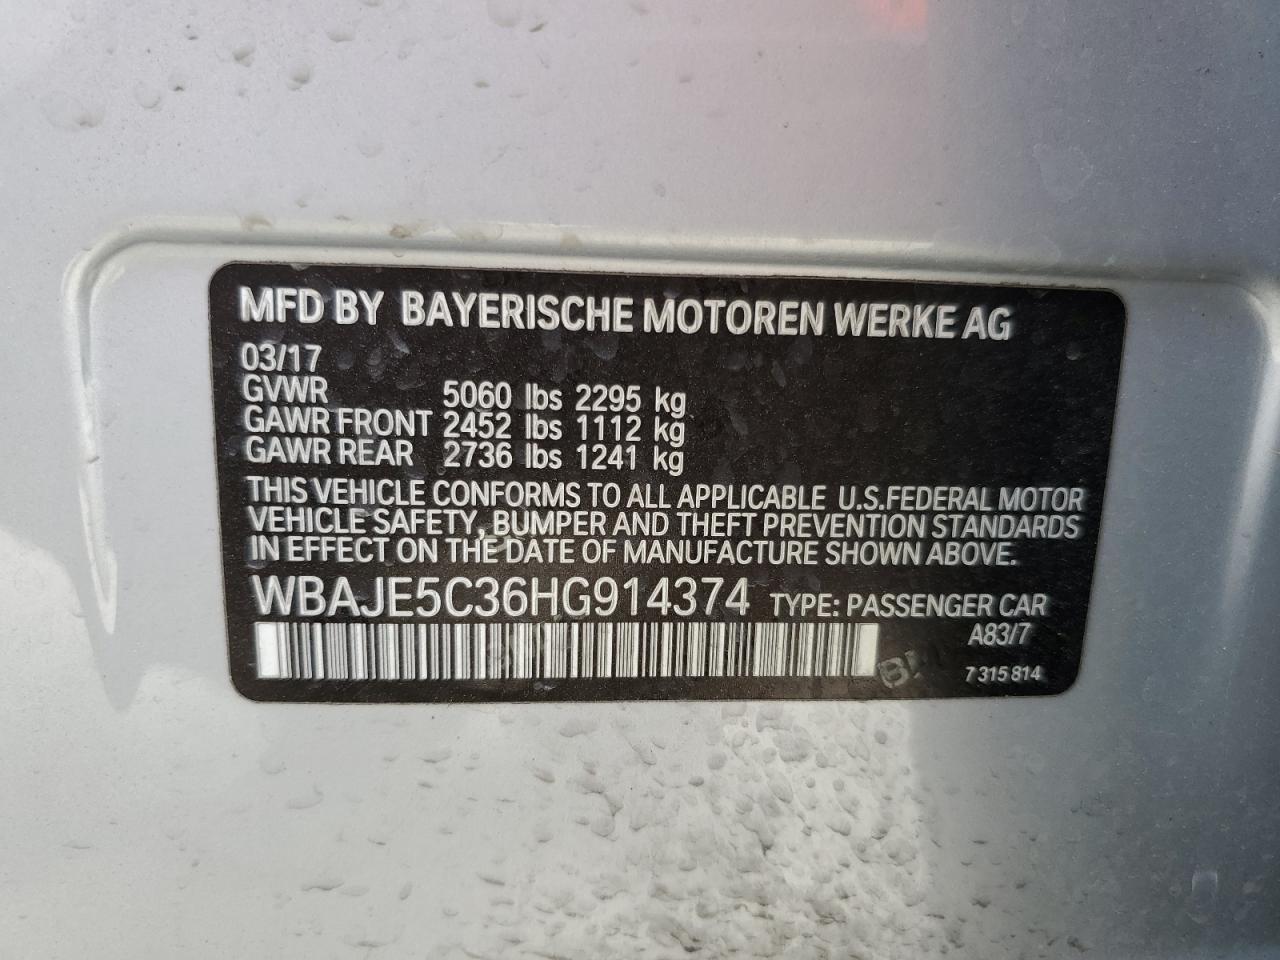 MFD BY BAYERISCHE MOTOREN WERKE AG
03/17
GVWR 5060 lbs 2295 kg
GAWR FRONT 2452 lbs 1112 kg
GAWR REAR 2736 lbs 1241 kg
THIS VEHICLE CONFORMS TO ALL APPLICABLE U.S.FEDERAL MOTOR
VEHICLE SAFETY, BUMPER AND THEFT PREVENTION STANDARDS
IN EFFECT ON THE DATE OF MANUFACTURE SHOWN ABOVE.
WBAJE5C36HG914374 TYPE: PASSENGER CAR
A83/7
7 315 814